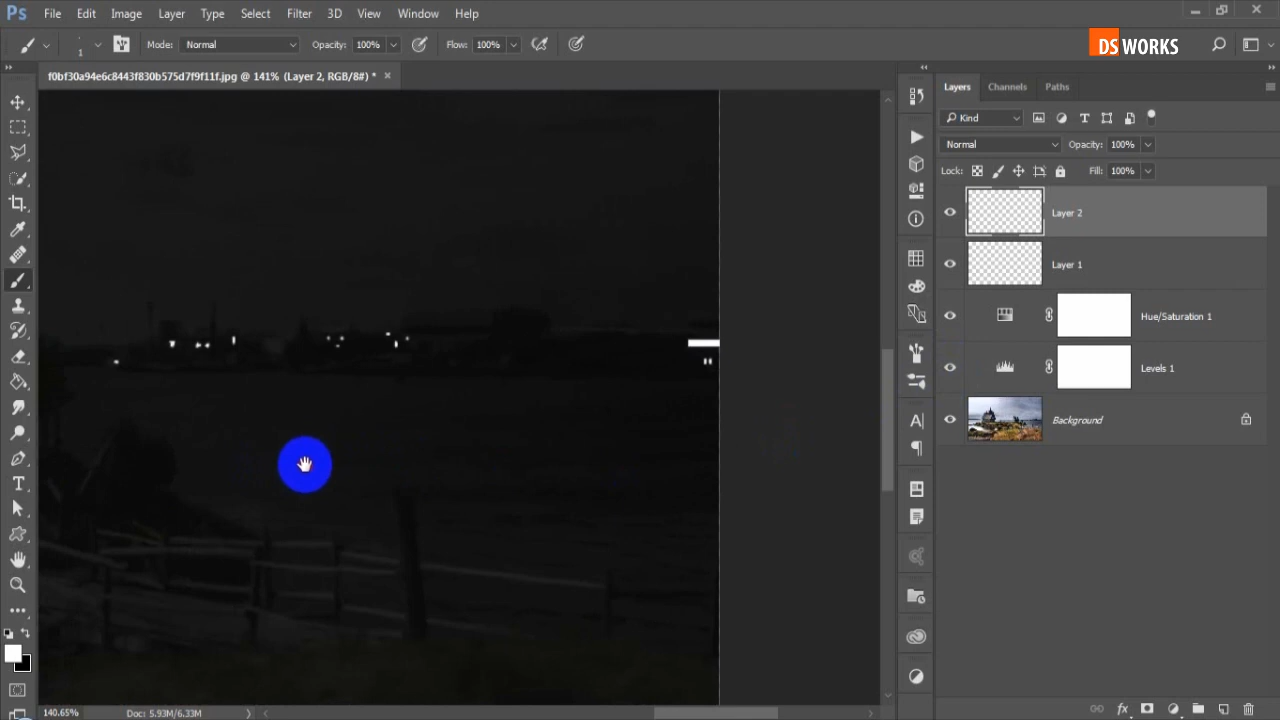 Ps File Edit Image Layer Type Select Filter 3D View Window Help
1 Mode: Normal Opacity: 100% Flow: 100% DS WORKS
f0bf30a94e6c8443f830b575d7f9f11f.jpg @ 141% (Layer 2, RGB/8#) * × Layers Channels Paths
Kind T
Normal Opacity: 100%
Lock: Fill: 100%
Layer 2
Layer 1
Hue/Saturation 1
Levels 1
Background
140.65% Doc: 5.93M/6.33M